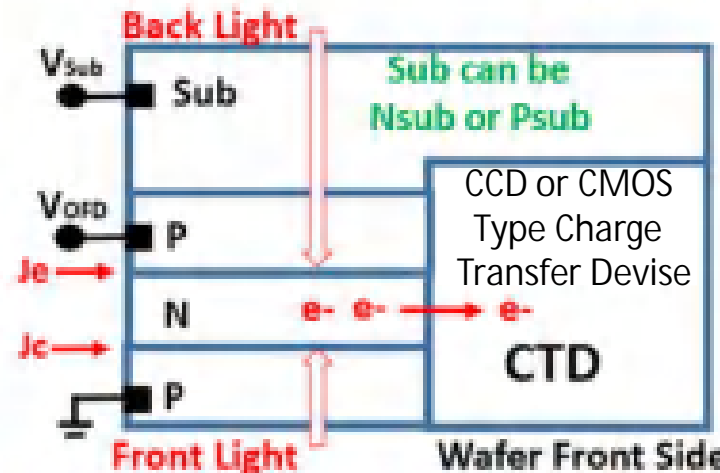 Back Light
VSub
Sub
Sub can be
Nsub or Psub
VOFD
P
CCD or CMOS
Type Charge
Transfer Devise
Je
N
e- e-
e-
Jc
CTD
P
Front Light
Wafer Front Side